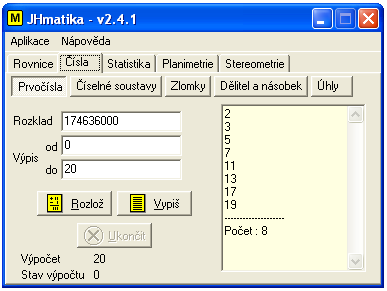 M JHmatika - v2.4.1
Aplikace Nápověda
Rovnice Čísla Statistika Planimetrie Stereometrie
Prvočísla Číselné soustavy Zlomky Dělitel a násobek Úhly
Rozklad 174636000
Výpis od 0
do 20
Rozlož Vypiš
Ukončit
Výpočet 20
Stav výpočtu 0
2
3
5
7
11
13
17
19
--------------------
Počet : 8